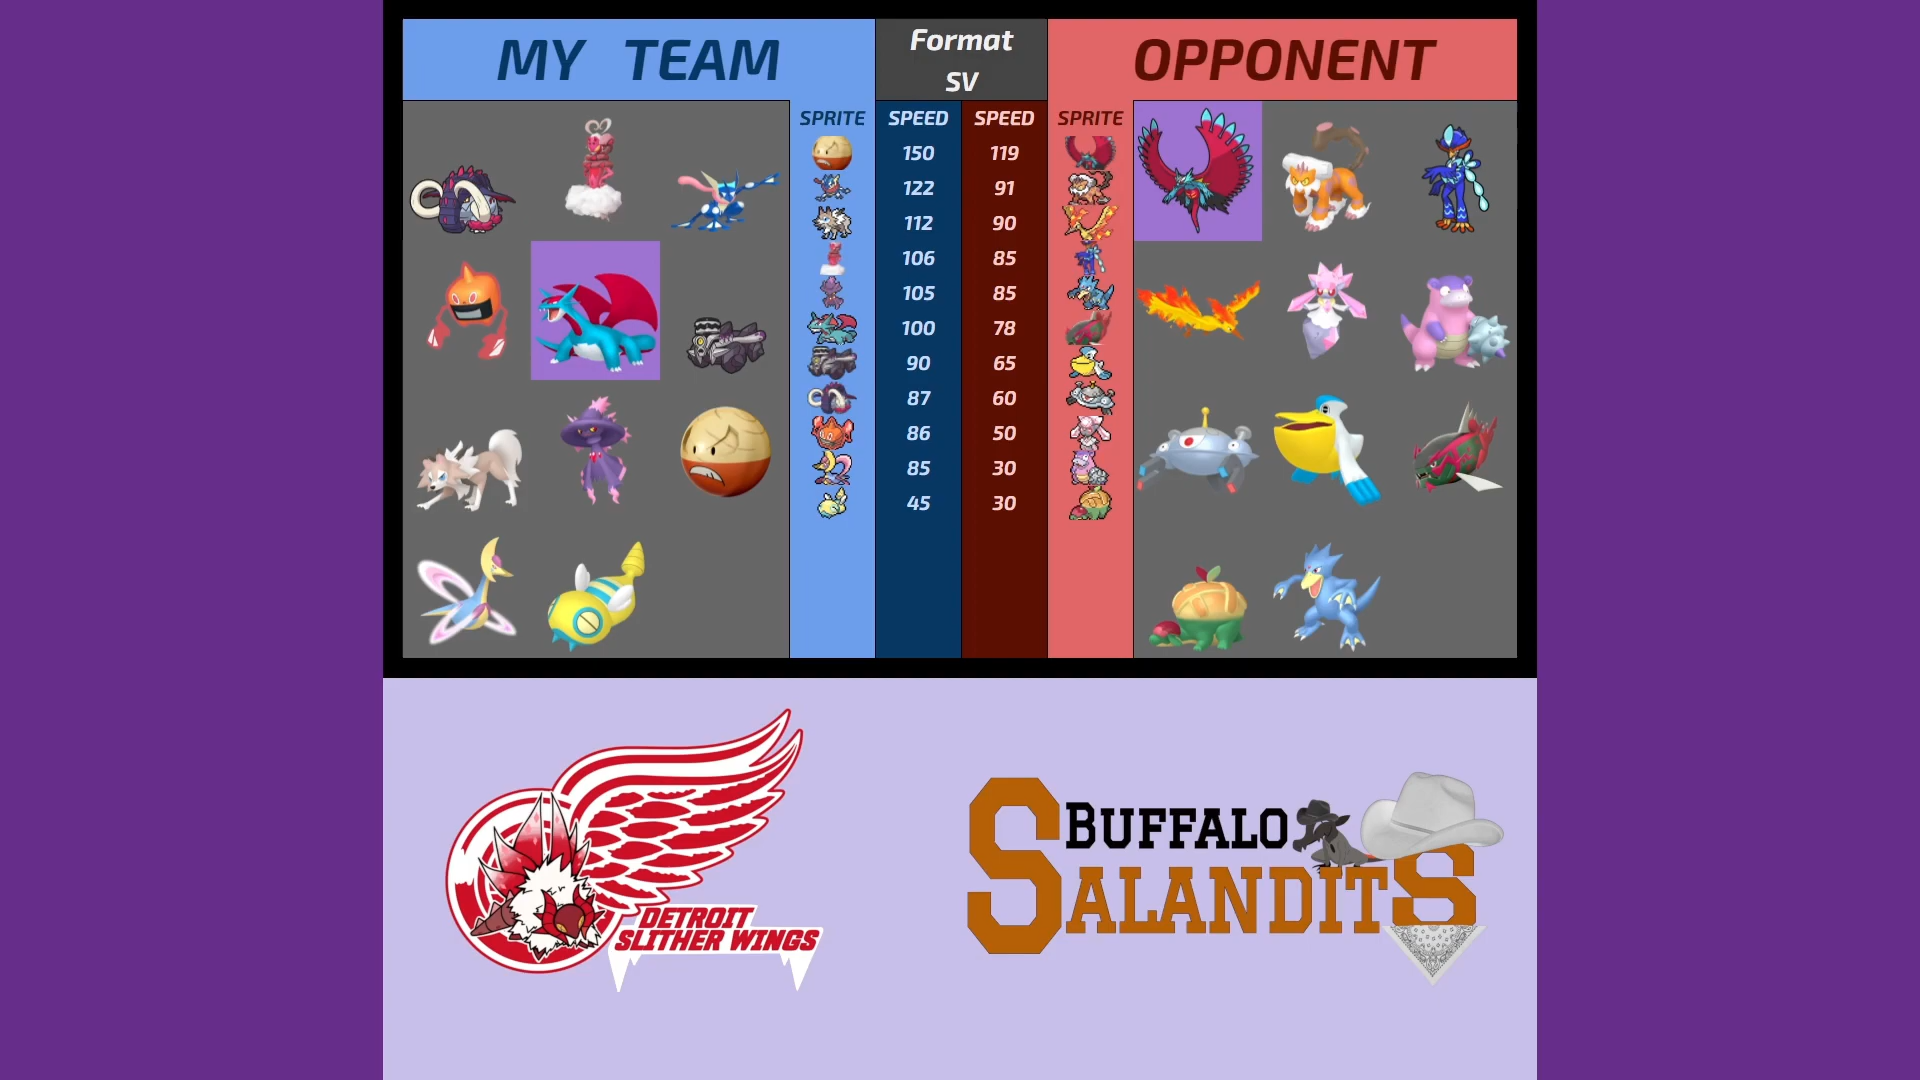 MY TEAM
Format
SV
OPPONENT
SPRITE SPEED SPEED SPRITE
150 119
122 91
112 90
106 85
105 85
100 78
90 65
87 60
86 50
85 30
45 30
DETROIT
SLITHER WINGS
BUFFALO
SALANDITS